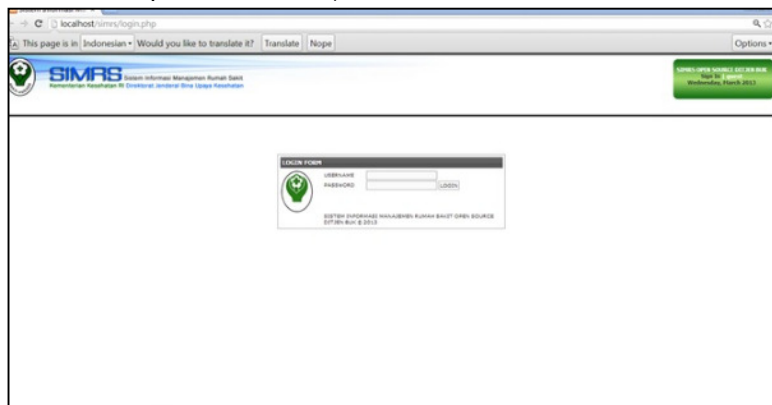 localhost/simrs/login.php
This page is in Indonesian Would you like to translate it? Translate Nope Options
SIMRS Sistem Informasi Manajemen Rumah Sakit
Kementerian Kesehatan RI Direktorat Jenderal Bina Upaya Kesehatan
SIMRS OPEN SOURCE DITJEN BUK
Sign In
Wednesday, March 2013
LOGIN FORM
USERNAME
PASSWORD LOGIN
SISTEM INFORMASI MANAJEMEN RUMAH SAKIT OPEN SOURCE
DITJEN BUK © 2013